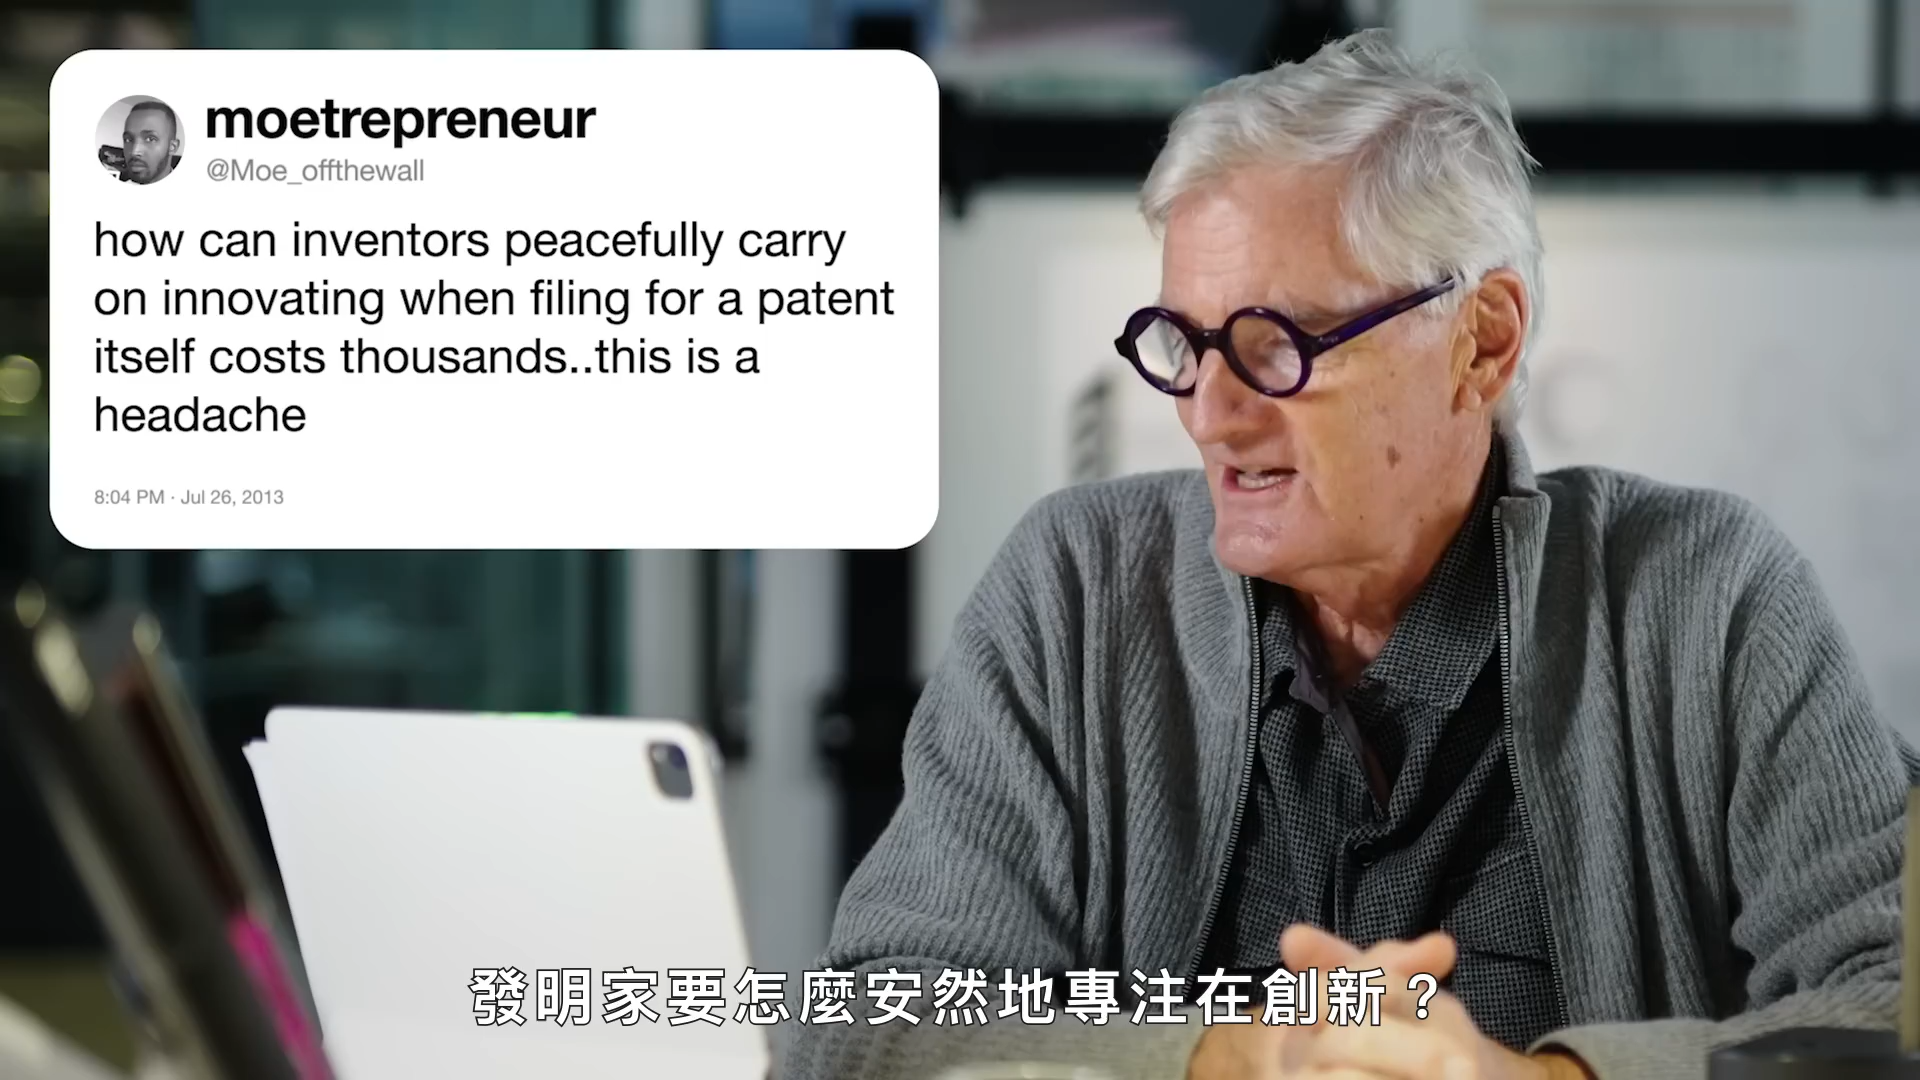 moetrepreneur
@Moe_offthewall
how can inventors peacefully carry
on innovating when filing for a patent
itself costs thousands..this is a
headache
8:04 PM · Jul 26, 2013
發明家要怎麼安然地專注在創新？